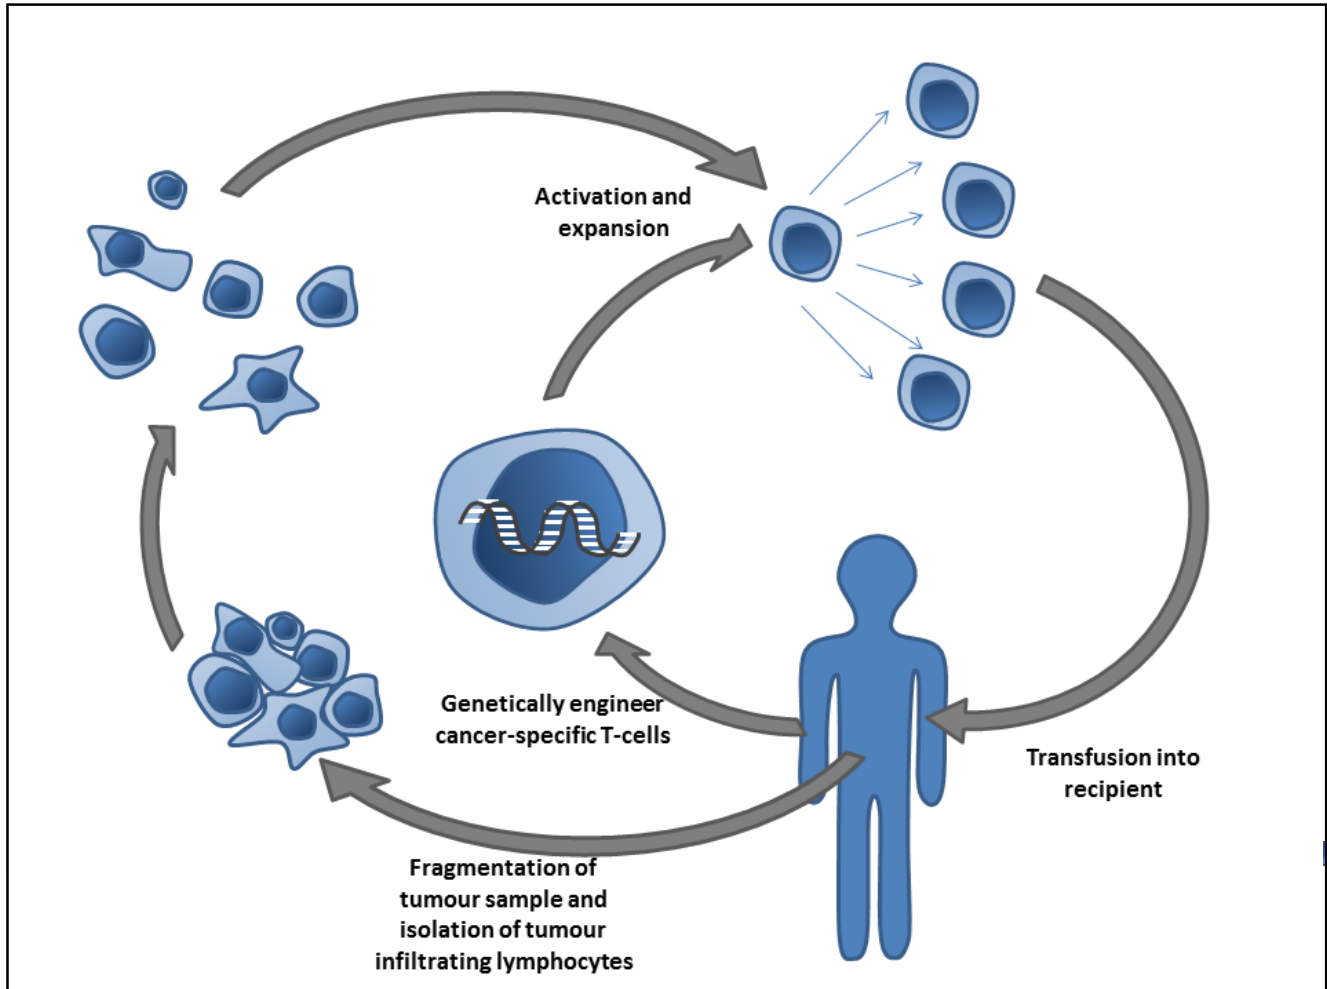 Activation and
expansion
Genetically engineer
cancer-specific T-cells
Transfusion into
recipient
Fragmentation of
tumour sample and
isolation of tumour
infiltrating lymphocytes